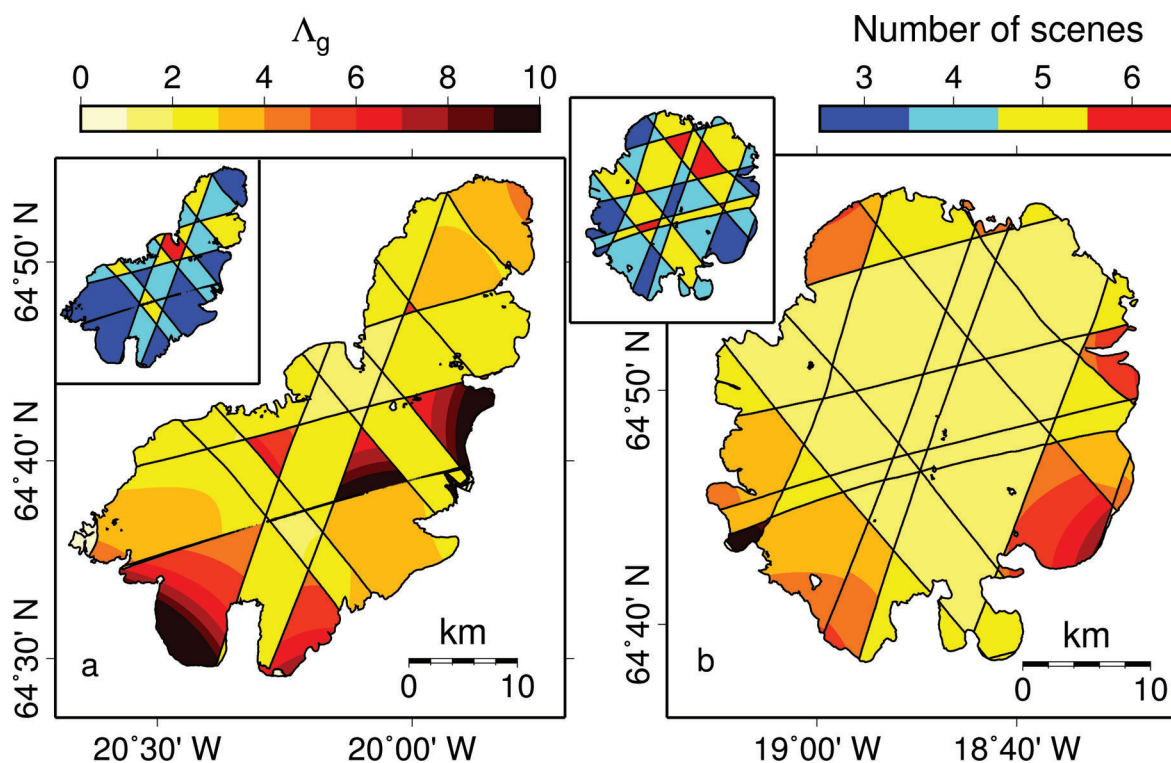 Λg
0 2 4 6 8 10
Number of scenes
3 4 5 6
64°50' N
64°40' N
64°30' N
a
km
0 10
20°30' W 20°00' W
64°50' N
64°40' N
b
km
0 10
19°00' W 18°40' W